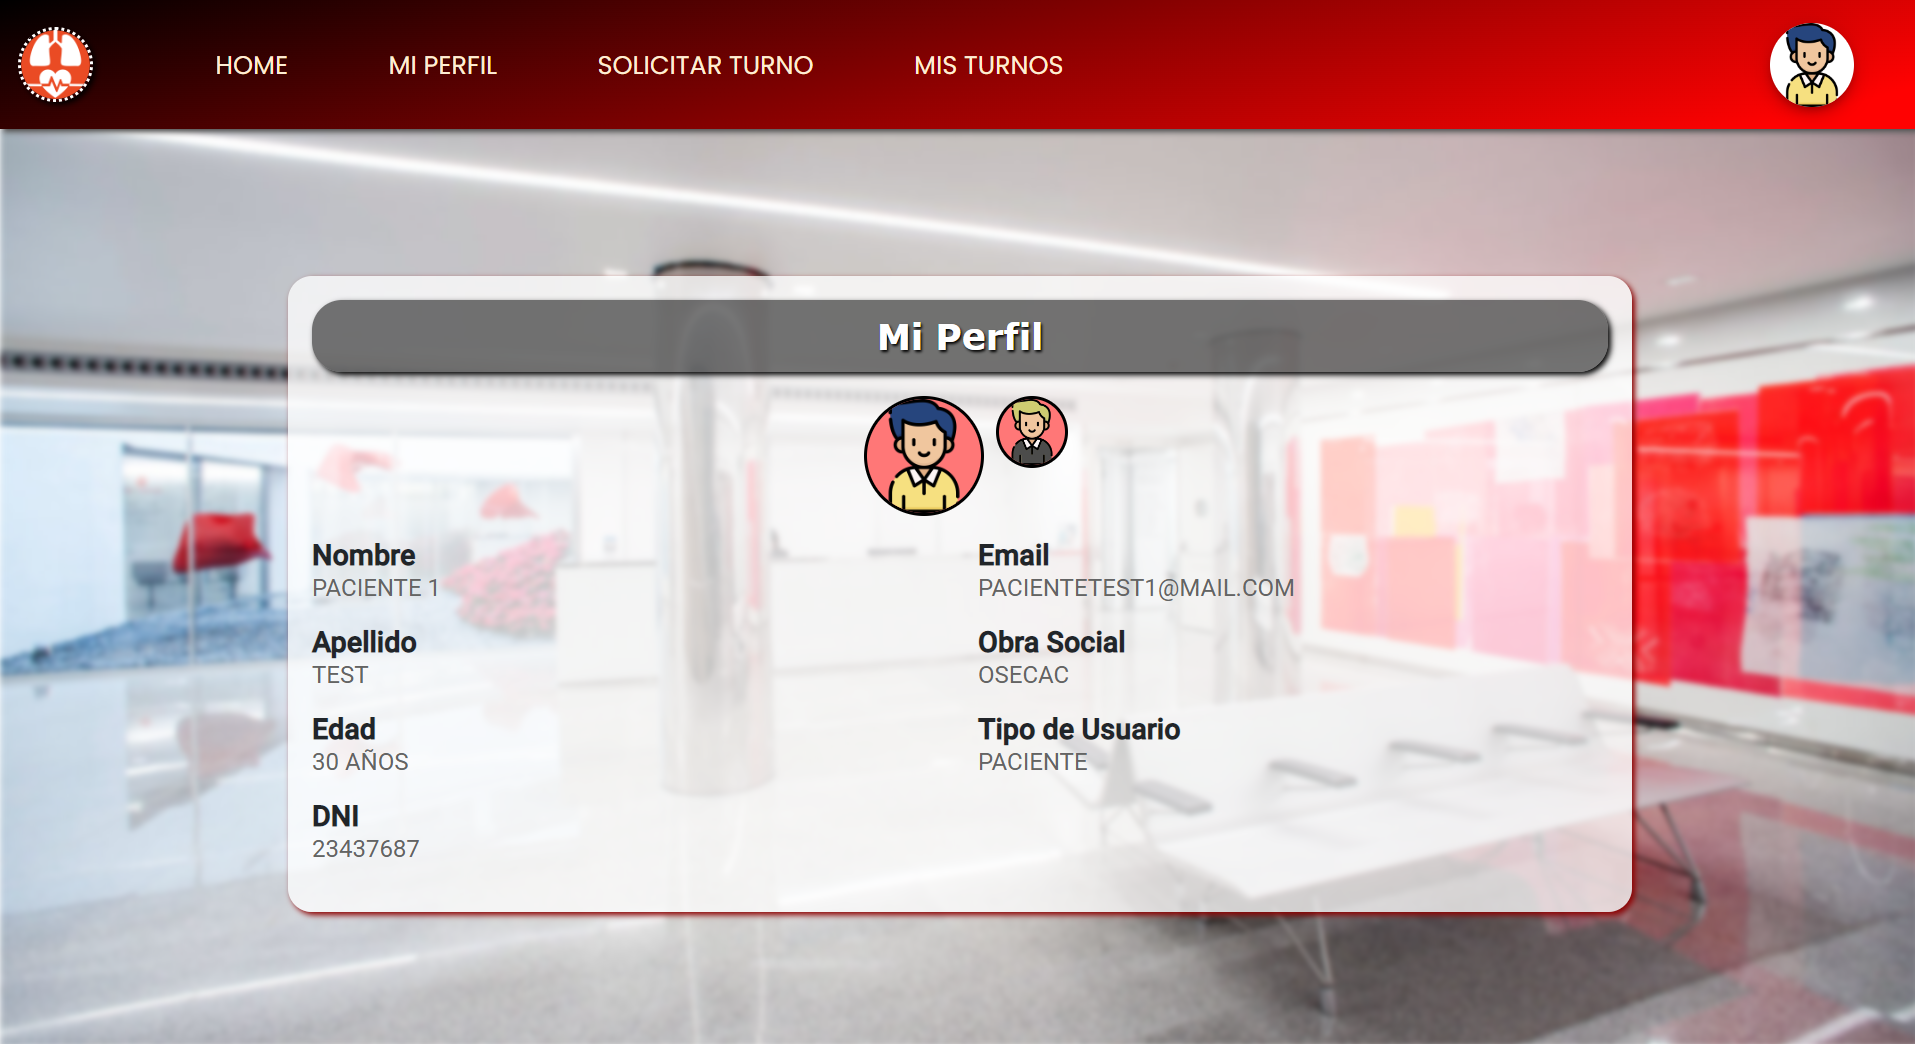 HOME
MI PERFIL
SOLICITAR TURNO
MIS TURNOS
Mi Perfil
Nombre
PACIENTE 1
Apellido
TEST
Edad
30 AÑOS
DNI
23437687
Email
PACIENTETEST1@MAIL.COM
Obra Social
OSECAC
Tipo de Usuario
PACIENTE